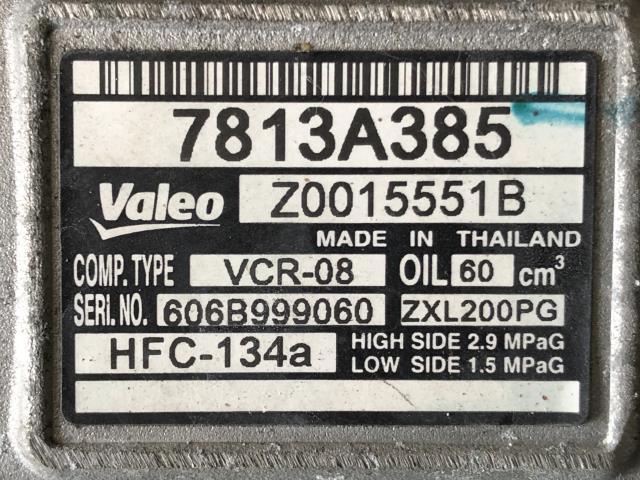 7813A385
Valeo Z0015551B
MADE IN THAILAND
COMP. TYPE VCR-08 OIL 60 cm³
SERI. NO. 606B999060 ZXL200PG
HFC-134a HIGH SIDE 2.9 MPaG
LOW SIDE 1.5 MPaG